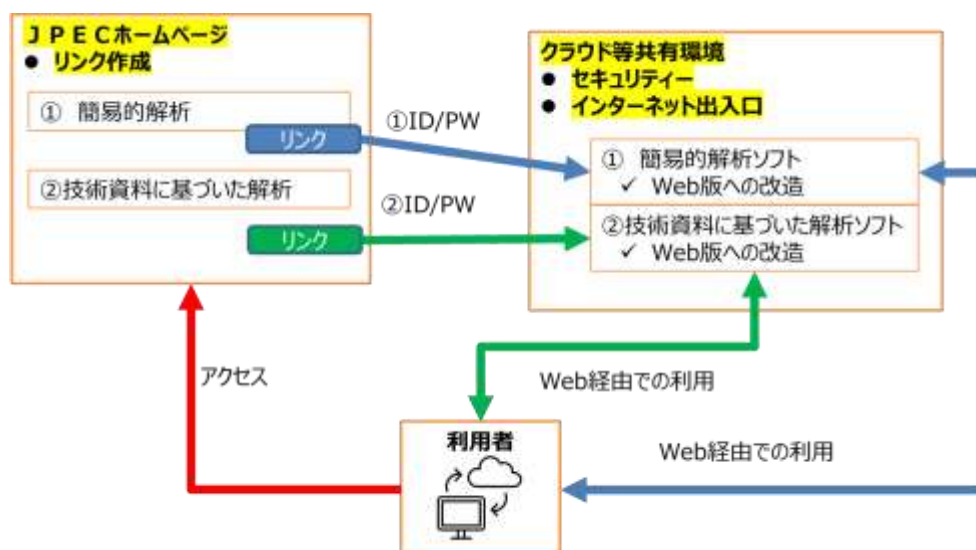 ＪＰＥＣホームページ
● リンク作成
① 簡易的解析
リンク
②技術資料に基づいた解析
リンク
①ID/PW
②ID/PW
クラウド等共有環境
● セキュリティー
● インターネット出入口
① 簡易的解析ソフト
✓ Web版への改造
②技術資料に基づいた解析ソフト
✓ Web版への改造
アクセス
Web経由での利用
利用者
Web経由での利用